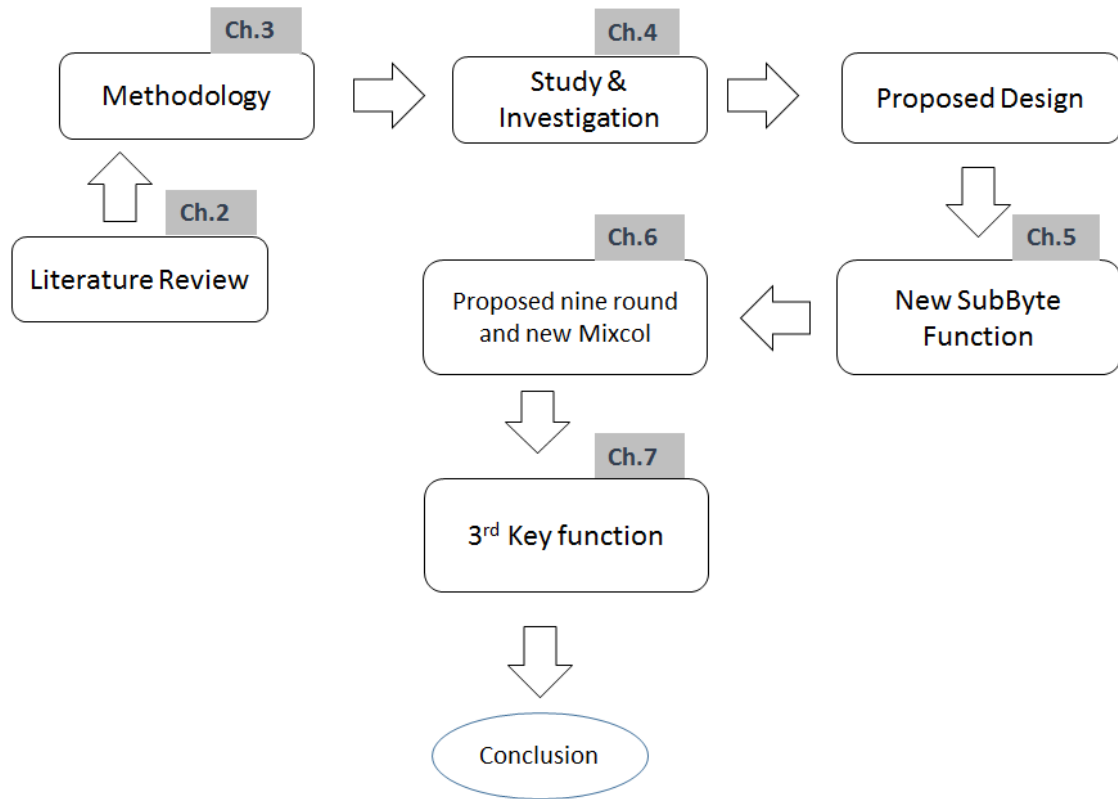 Ch.3
Methodology
Ch.4
Study &
Investigation
Proposed Design
Ch.2
Literature Review
Ch.6
Proposed nine round
and new Mixcol
Ch.5
New SubByte
Function
Ch.7
3rd Key function
Conclusion